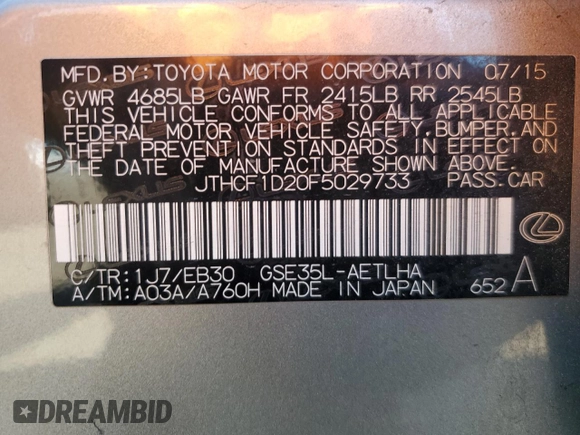 MFD. BY: TOYOTA MOTOR CORPORATION 07/15
GVWR 4685LB GAWR FR 2415LB RR 2545LB
THIS VEHICLE CONFORMS TO ALL APPLICABLE
FEDERAL MOTOR VEHICLE SAFETY, BUMPER, AND
THEFT PREVENTION STANDARDS IN EFFECT ON
THE DATE OF MANUFACTURE SHOWN ABOVE.
JTHCF1D20F5029733 PASS. CAR
C/TR: 1J7/EB30 GSE35L-AETLHA
A/TM: A03A/A760H MADE IN JAPAN 652 A
DREAMBID